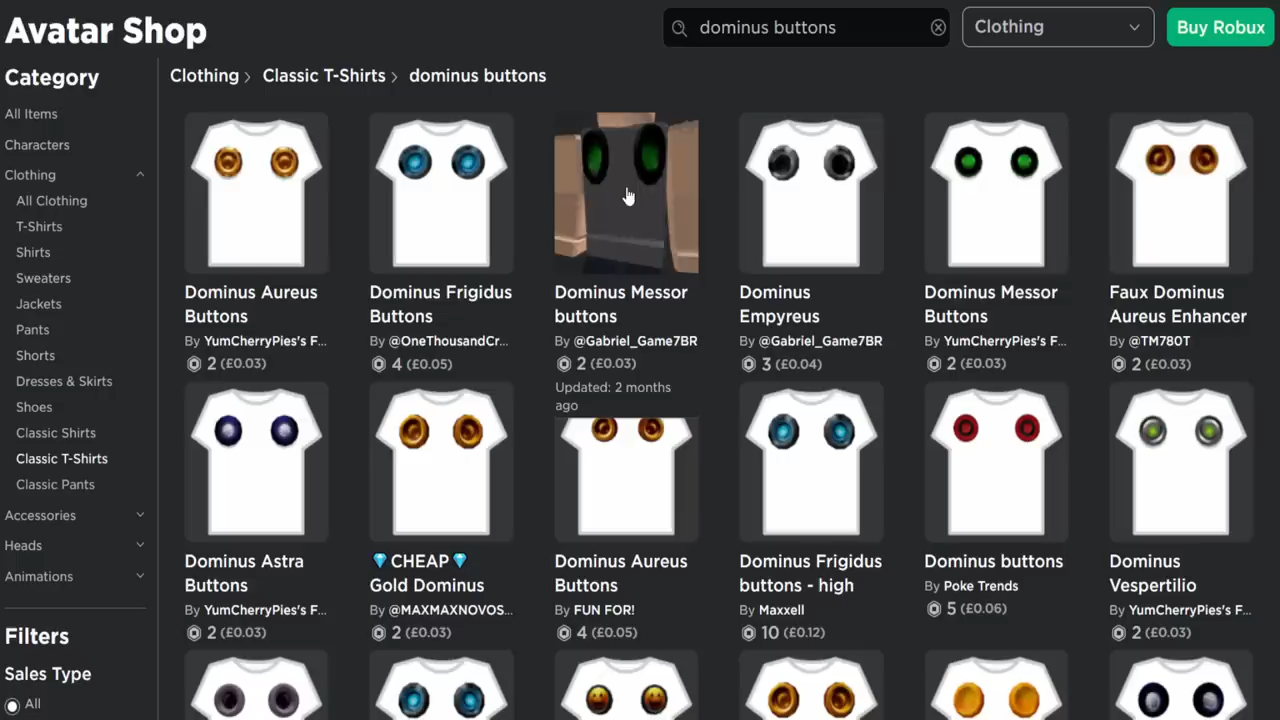 Avatar Shop
dominus buttons
Clothing
Buy Robux
Category
All Items
Characters
Clothing
All Clothing
T-Shirts
Shirts
Sweaters
Jackets
Pants
Shorts
Dresses & Skirts
Shoes
Classic Shirts
Classic T-Shirts
Classic Pants
Accessories
Heads
Animations
Filters
Sales Type
All
Clothing > Classic T-Shirts > dominus buttons
Dominus Aureus
Buttons
By YumCherryPies's F...
2 (£0.03)
Dominus Frigidus
Buttons
By @OneThousandCr...
4 (£0.05)
Dominus Messor
buttons
By @Gabriel_Game7BR
2 (£0.03)
Updated: 2 months
ago
Dominus
Empyreus
By @Gabriel_Game7BR
3 (£0.04)
Dominus Messor
Buttons
By YumCherryPies's F...
2 (£0.03)
Faux Dominus
Aureus Enhancer
By @TM780T
2 (£0.03)
Dominus Astra
Buttons
By YumCherryPies's F...
2 (£0.03)
💎CHEAP💎
Gold Dominus
By @MAXMAXNOVOS...
2 (£0.03)
Dominus Aureus
Buttons
By FUN FOR!
4 (£0.05)
Dominus Frigidus
buttons - high
By Maxxell
10 (£0.12)
Dominus buttons
By Poke Trends
5 (£0.06)
Dominus
Vespertilio
By YumCherryPies's F...
2 (£0.03)